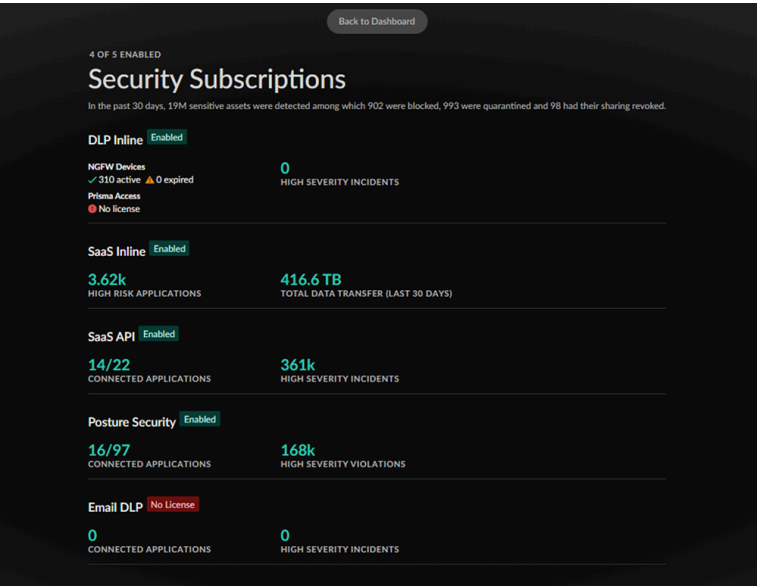 Back to Dashboard
4 OF 5 ENABLED
Security Subscriptions
In the past 30 days, 19M sensitive assets were detected among which 902 were blocked, 993 were quarantined and 98 had their sharing revoked.
DLP Inline Enabled
NGFW Devices
310 active 0 expired
Prisma Access
No license
0
HIGH SEVERITY INCIDENTS
SaaS Inline Enabled
3.62k
HIGH RISK APPLICATIONS
416.6 TB
TOTAL DATA TRANSFER (LAST 30 DAYS)
SaaS API Enabled
14/22
CONNECTED APPLICATIONS
361k
HIGH SEVERITY INCIDENTS
Posture Security Enabled
16/97
CONNECTED APPLICATIONS
168k
HIGH SEVERITY VIOLATIONS
Email DLP No License
0
CONNECTED APPLICATIONS
0
HIGH SEVERITY INCIDENTS